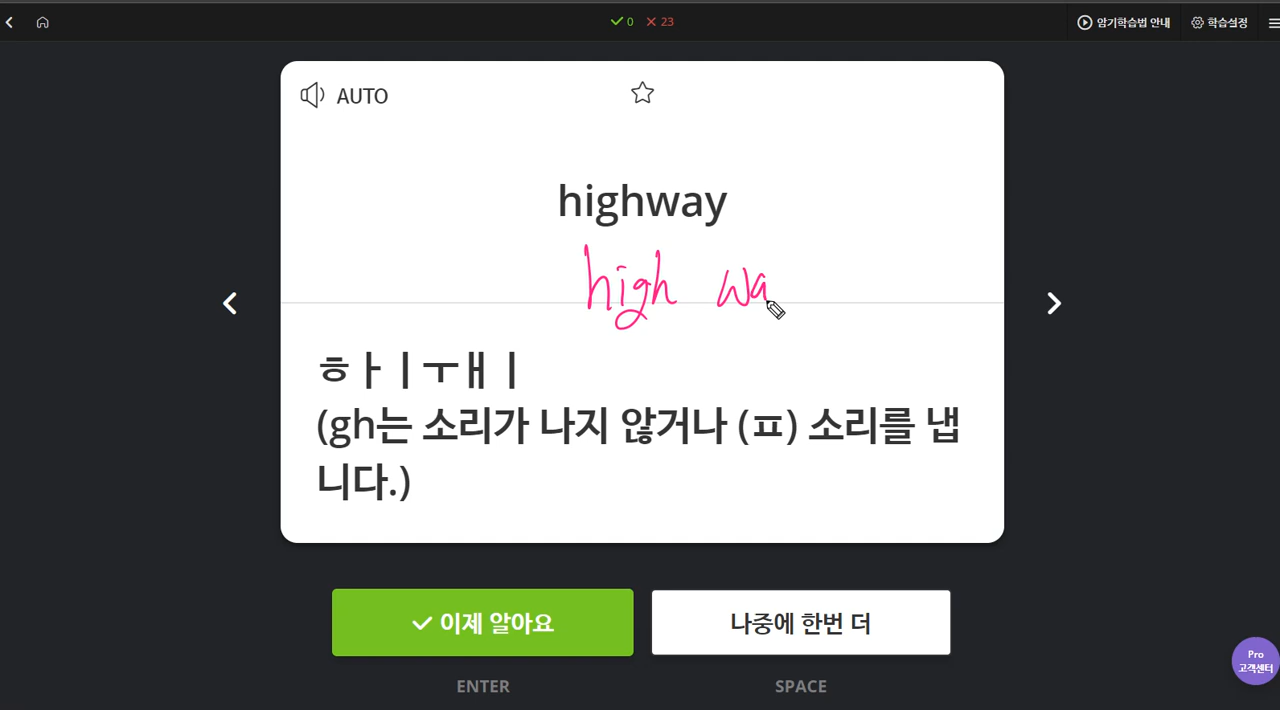 0 23 암기학습법 안내 학습설정
AUTO
highway
high wa
ㅎㅏㅣㅜㅐㅣ
(gh는 소리가 나지 않거나 (ㅍ) 소리를 냅
니다.)
이제 알아요 나중에 한번 더
ENTER SPACE
Pro
고객센터